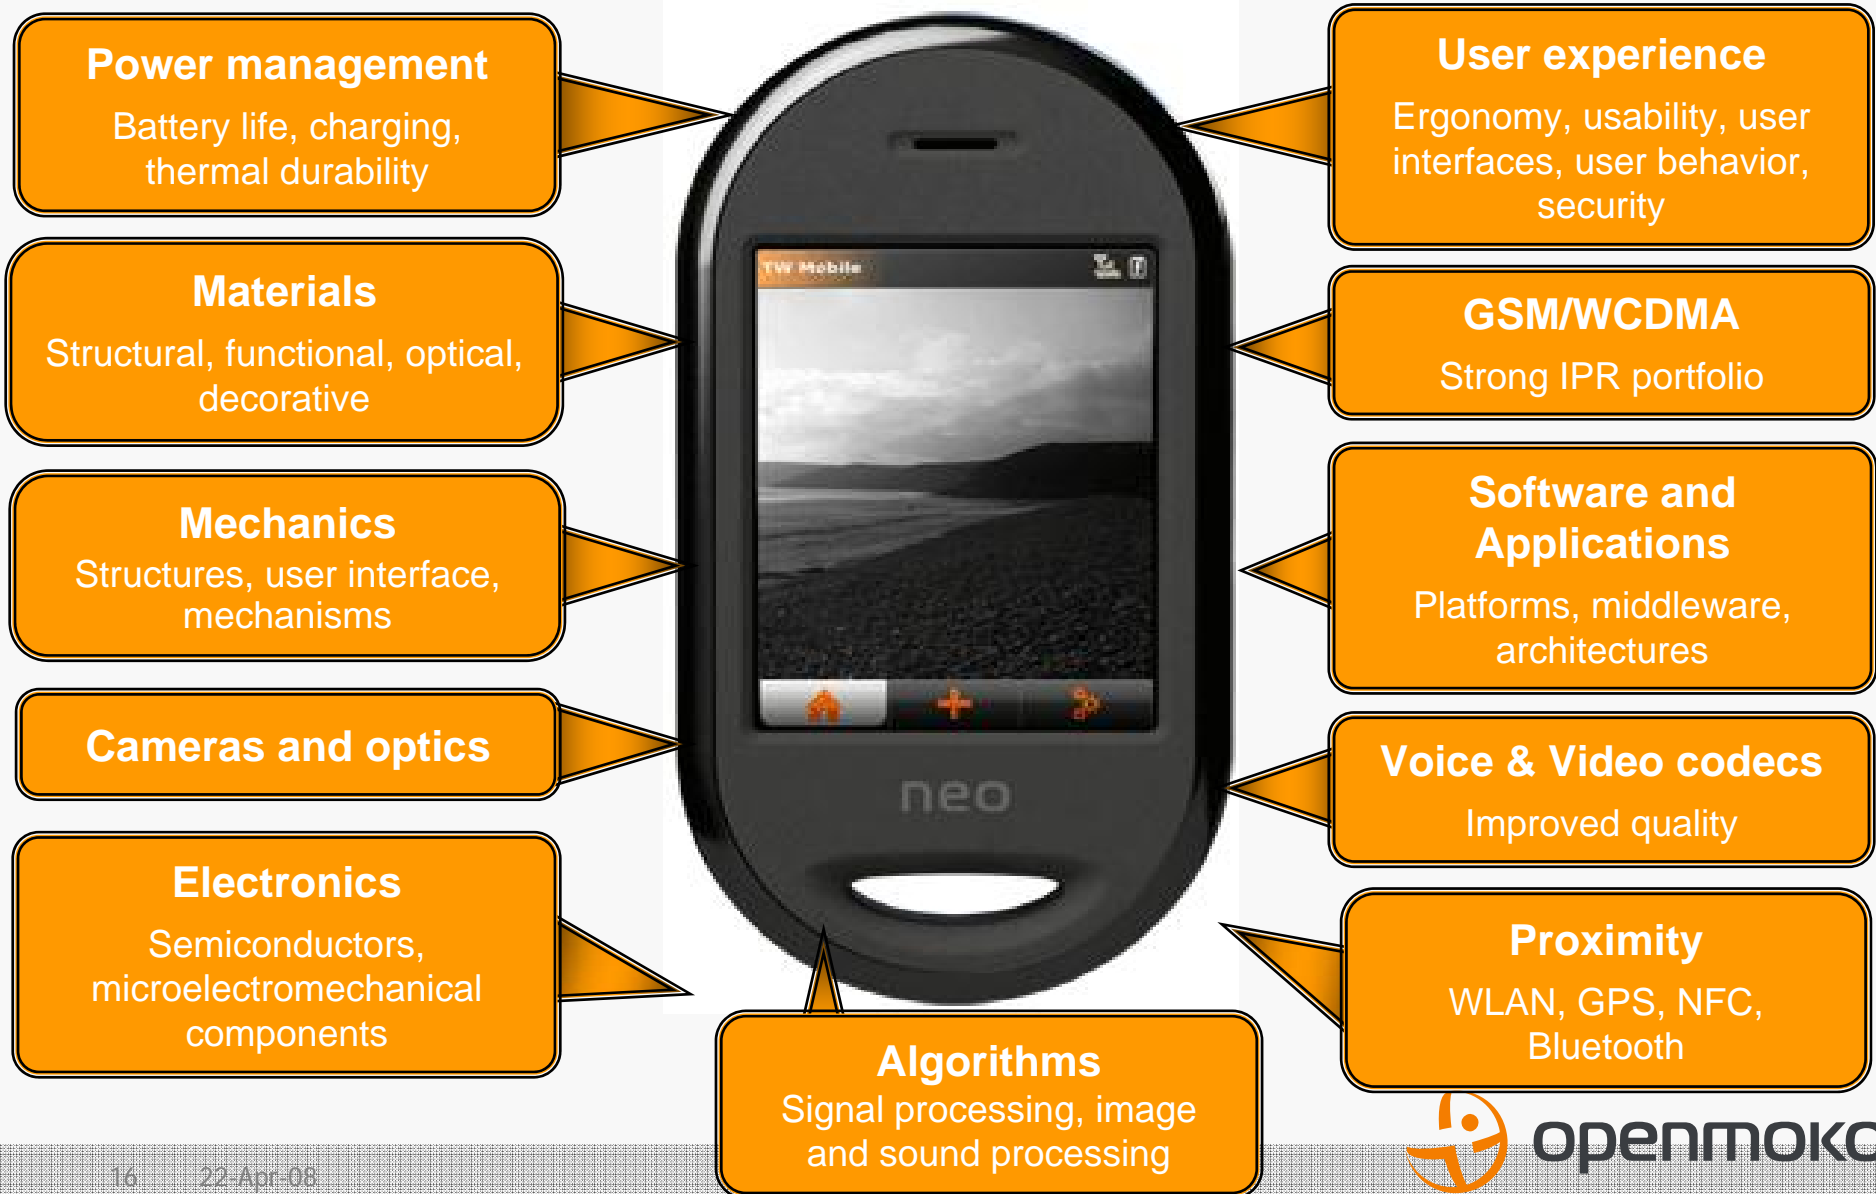 Power management
Battery life, charging,
thermal durability
Materials
Structural, functional, optical,
decorative
Mechanics
Structures, user interface,
mechanisms
Cameras and optics
Electronics
Semiconductors,
microelectromechanical
components
TW Mobile
neo
Algorithms
Signal processing, image
and sound processing
User experience
Ergonomy, usability, user
interfaces, user behavior,
security
GSM/WCDMA
Strong IPR portfolio
Software and
Applications
Platforms, middleware,
architectures
Voice & Video codecs
Improved quality
Proximity
WLAN, GPS, NFC,
Bluetooth
openmoko
16 22-Apr-08